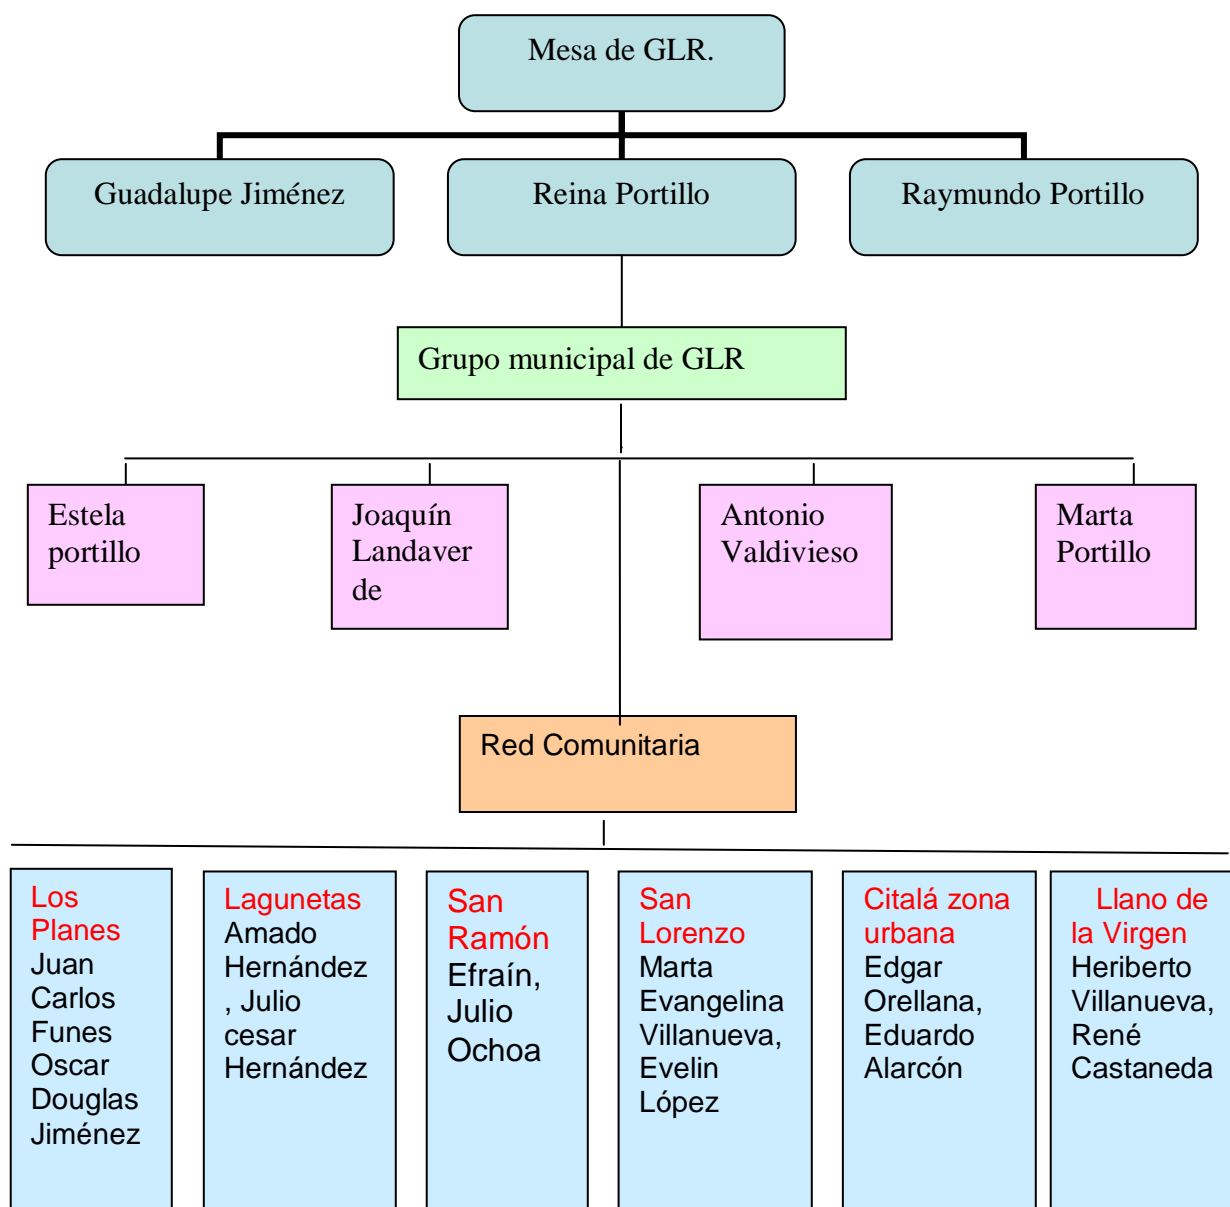 Mesa de GLR.
Guadalupe Jiménez
Reina Portillo
Raymundo Portillo
Grupo municipal de GLR
Estela
portillo
Joaquín
Landaver
de
Antonio
Valdivieso
Marta
Portillo
Red Comunitaria
Los
Planes
Juan
Carlos
Funes
Oscar
Douglas
Jiménez
Lagunetas
Amado
Hernández
, Julio
cesar
Hernández
San
Ramón
Efraín,
Julio
Ochoa
San
Lorenzo
Marta
Evangelina
Villanueva,
Evelin
López
Citalá zona
urbana
Edgar
Orellana,
Eduardo
Alarcón
Llano de
la Virgen
Heriberto
Villanueva,
René
Castaneda